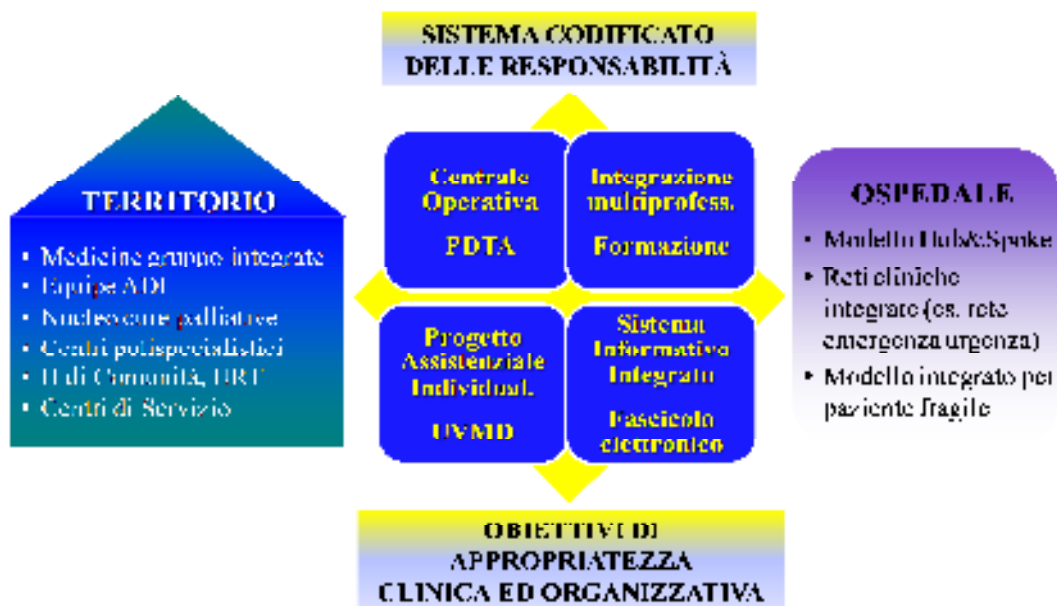 SISTEMA CODIFICATO
DELLE RESPONSABILITÀ
TERRITORIO
• Medicine gruppo integrate
• Equipe ADI
• Nucleo cure palliative
• Centri polispecialistici
• H di Comunità, URT
• Centri di Servizio
Centrale
Operativa
PDTA
Integrazione
multiprofess.
Formazione
Progetto
Assistenziale
Individual.
UVMD
Sistema
Informativo
Integrato
Fascicolo
elettronico
OSPEDALE
• Modello Hub&Spoke
• Reti cliniche
integrate (es. rete
emergenza urgenza)
• Modello integrato per
paziente fragile
OBIETTIVI DI
APPROPRIATEZZA
CLINICA ED ORGANIZZATIVA